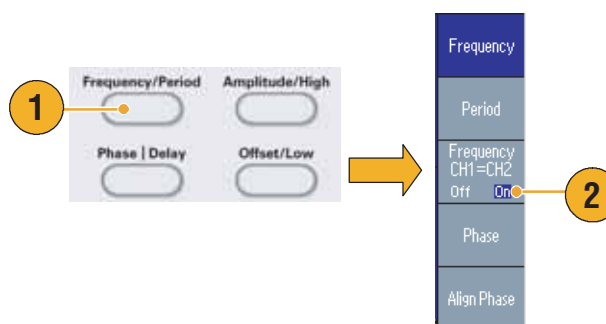 1
Frequency/Period Amplitude/High
Phase | Delay Offset/Low
Frequency
Period
Frequency
CH1=CH2
Off On
2
Phase
Align Phase